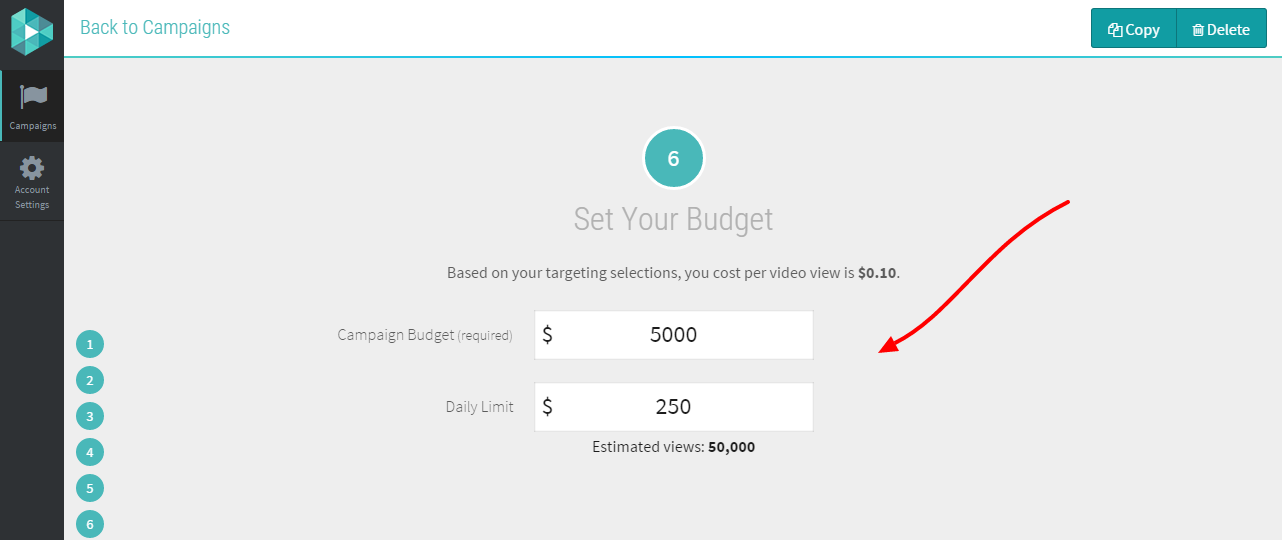 Back to Campaigns
Copy
Delete
Campaigns
Account
Settings
6
Set Your Budget
Based on your targeting selections, you cost per video view is $0.10.
Campaign Budget (required) $ 5000
Daily Limit $ 250
Estimated views: 50,000
1
2
3
4
5
6